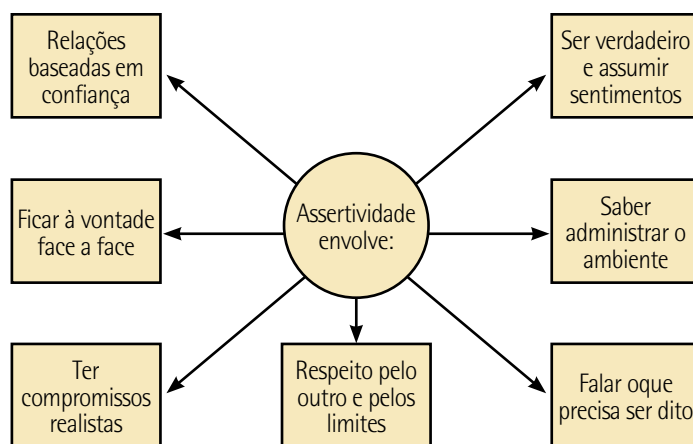 Relações
baseadas em
confiança
Ser verdadeiro
e assumir
sentimentos
Ficar à vontade
face a face
Assertividade
envolve:
Saber
administrar o
ambiente
Ter
compromissos
realistas
Respeito pelo
outro e pelos
limites
Falar oque
precisa ser dito